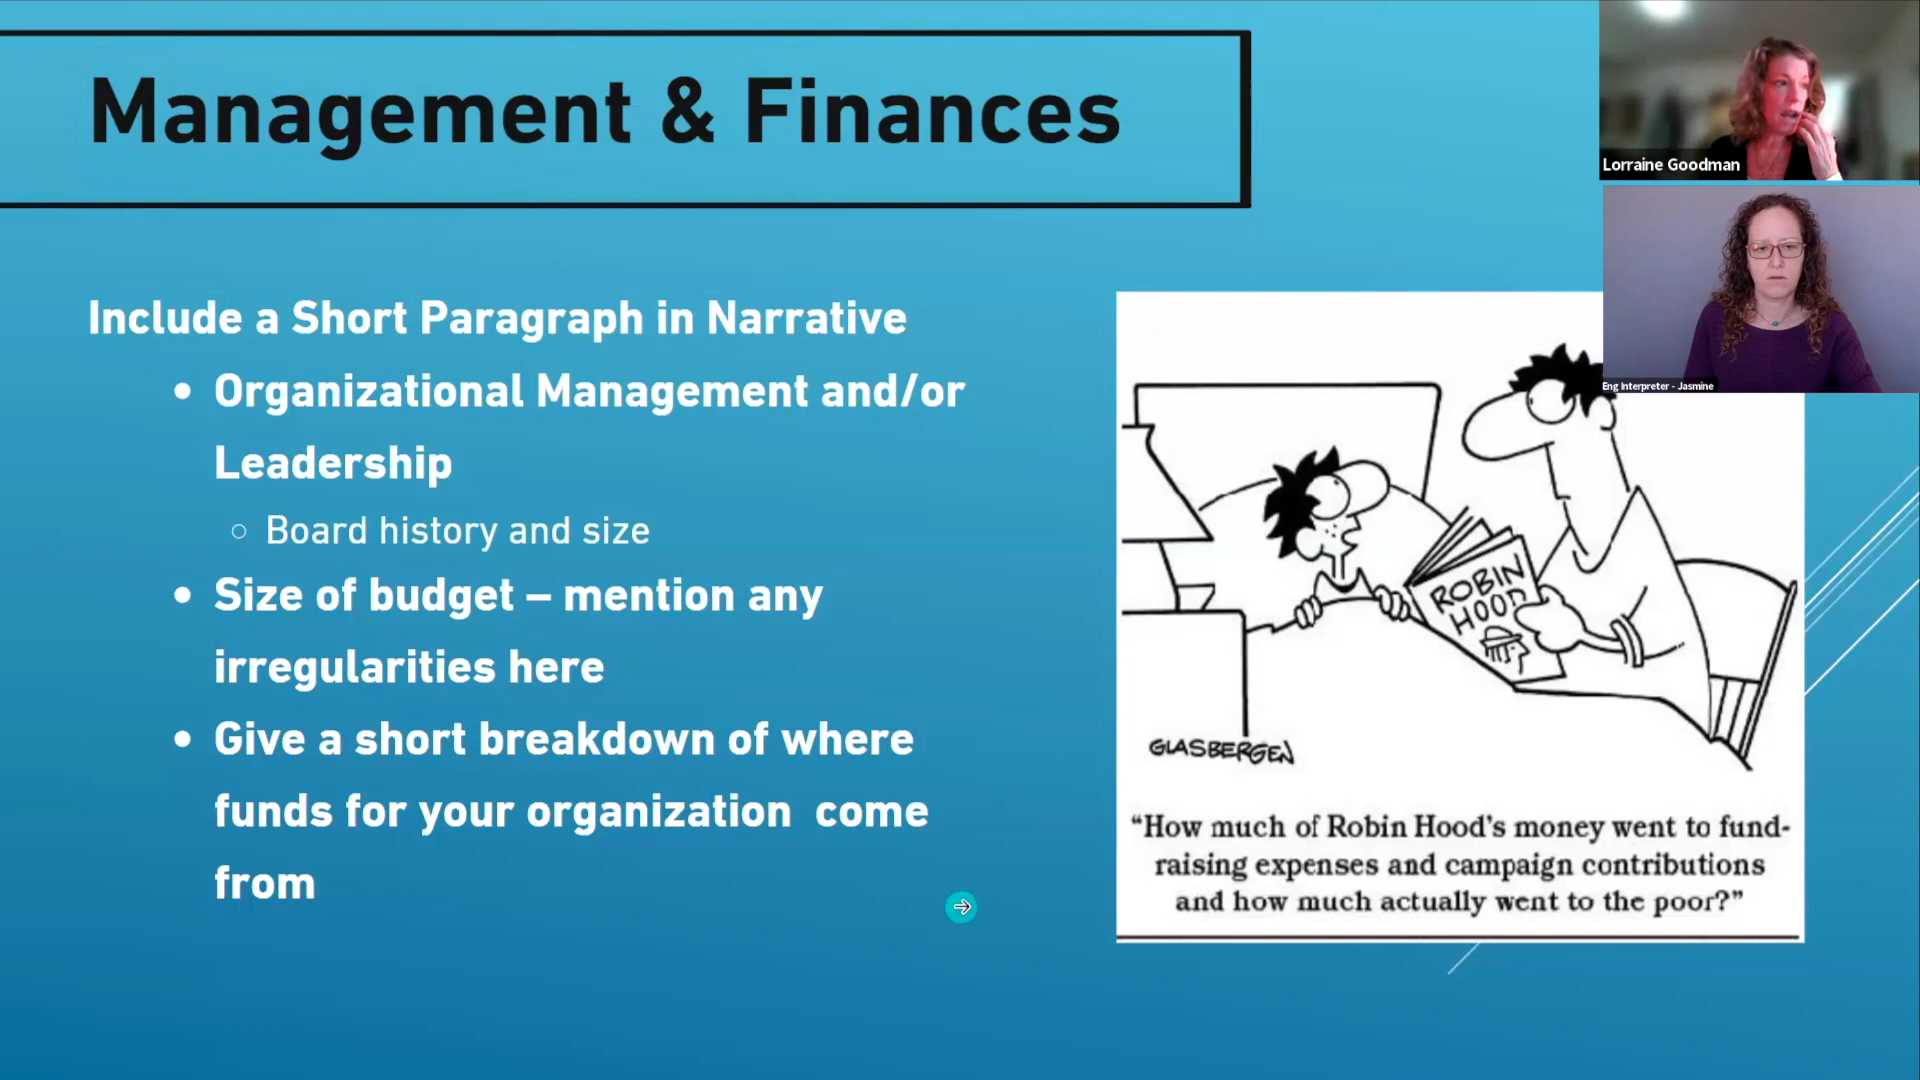 Management & Finances
Include a Short Paragraph in Narrative
• Organizational Management and/or
Leadership
○ Board history and size
• Size of budget – mention any
irregularities here
• Give a short breakdown of where
funds for your organization come
from
Lorraine Goodman
Eng Interpreter - Jasmine
ROBIN
HOOD
GLASBERGEN
“How much of Robin Hood’s money went to fund-
raising expenses and campaign contributions
and how much actually went to the poor?”